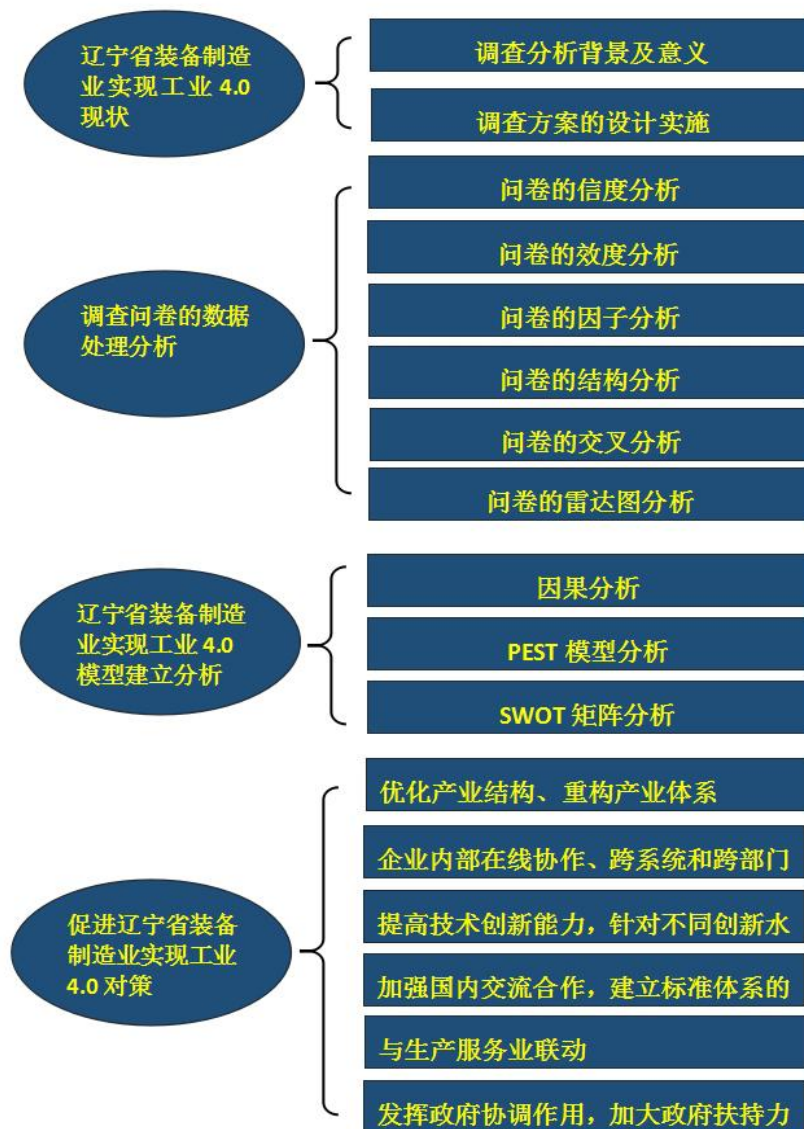 辽宁省装备制造
业实现工业 4.0
现状
调查分析背景及意义
调查方案的设计实施
调查问卷的数据
处理分析
问卷的信度分析
问卷的效度分析
问卷的因子分析
问卷的结构分析
问卷的交叉分析
问卷的雷达图分析
辽宁省装备制造
业实现工业 4.0
模型建立分析
因果分析
PEST 模型分析
SWOT 矩阵分析
促进辽宁省装备
制造业实现工业
4.0 对策
优化产业结构、重构产业体系
企业内部在线协作、跨系统和跨部门
提高技术创新能力，针对不同创新水
加强国内交流合作，建立标准体系的
与生产服务业联动
发挥政府协调作用，加大政府扶持力